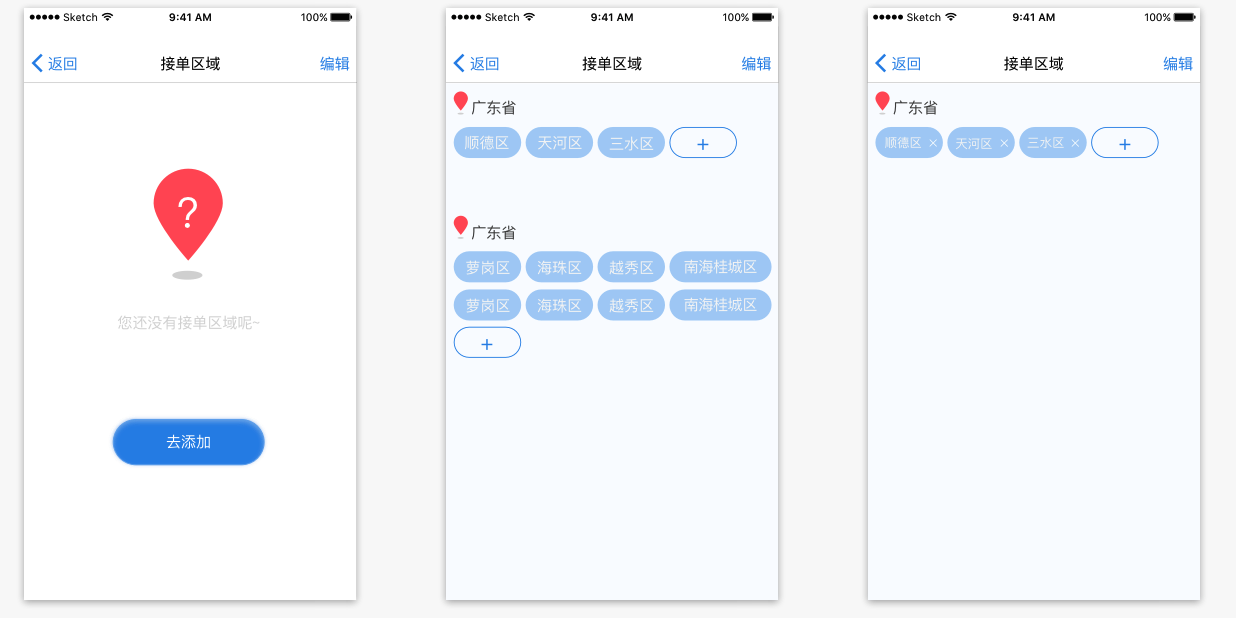 Sketch 9:41 AM 100%
返回 接单区域 编辑
?
您还没有接单区域呢~
去添加
Sketch 9:41 AM 100%
返回 接单区域 编辑
广东省
顺德区 天河区 三水区 +
广东省
萝岗区 海珠区 越秀区 南海桂城区
萝岗区 海珠区 越秀区 南海桂城区
+
Sketch 9:41 AM 100%
返回 接单区域 编辑
广东省
顺德区 × 天河区 × 三水区 × +